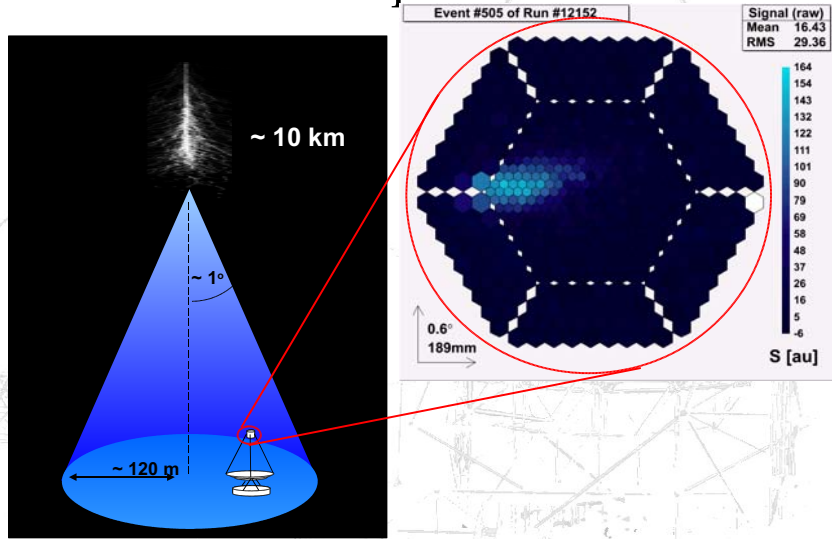 Event #505 of Run #12152
Signal (raw)
Mean 16.43
RMS 29.36
~ 10 km
~ 1°
~ 120 m
164
143
132
122
111
101
90
79
69
58
48
37
26
16
5
-6
0.6°
189mm
S [au]